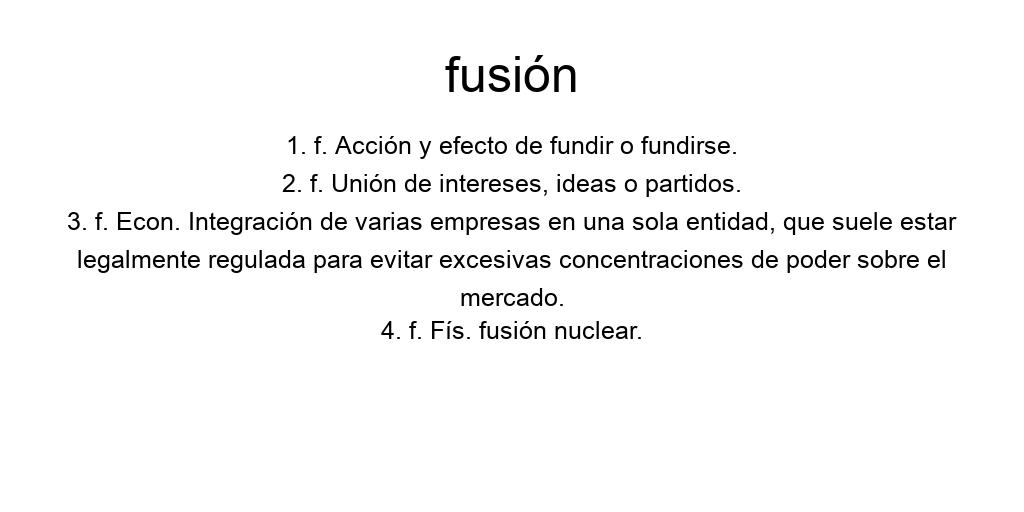 fusión
1. f. Acción y efecto de fundir o fundirse.
2. f. Unión de intereses, ideas o partidos.
3. f. Econ. Integración de varias empresas en una sola entidad, que suele estar
legalmente regulada para evitar excesivas concentraciones de poder sobre el
mercado.
4. f. Fís. fusión nuclear.